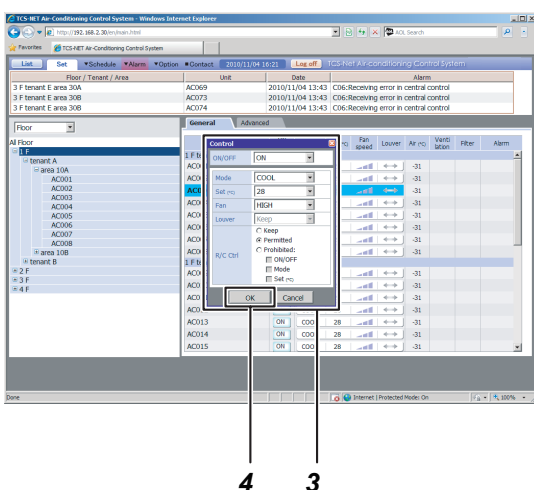 TCS-NET Air-Conditioning Control System - Windows Internet Explorer
http://192.168.2.30/en/main.html
AOL Search
Favorites TCS-NET Air-Conditioning Control System
List Set ▼Schedule ▼Alarm ▼Option ■Contact 2010/11/04 16:21 Log off TCS-Net Air-conditioning Control System
Floor / Tenant / Area Unit Date Alarm
3 F tenant E area 30A AC069 2010/11/04 13:43 C06:Receiving error in central control
3 F tenant E area 30B AC073 2010/11/04 13:43 C06:Receiving error in central control
3 F tenant E area 30B AC074 2010/11/04 13:43 C06:Receiving error in central control
Floor
All Floor
1 F
tenant A
area 10A
AC001
AC002
AC003
AC004
AC005
AC006
AC007
AC008
area 10B
tenant B
2 F
3 F
4 F
General Advanced
Fan speed Louver Air (°C) Ventilation Filter Alarm
-31
-31
-31
-31
-31
-31
-31
-31
-31
-31
-31
-31
AC013 ON COO 28 -31
AC014 ON COO 28 -31
AC015 ON COO 28 -31
Control
ON/OFF ON
Mode COOL
Set (°C) 28
Fan HIGH
Louver Keep
R/C Ctrl
Keep
Permitted
Prohibited:
ON/OFF
Mode
Set (°C)
OK Cancel
Done Internet | Protected Mode: On 100%
4 3